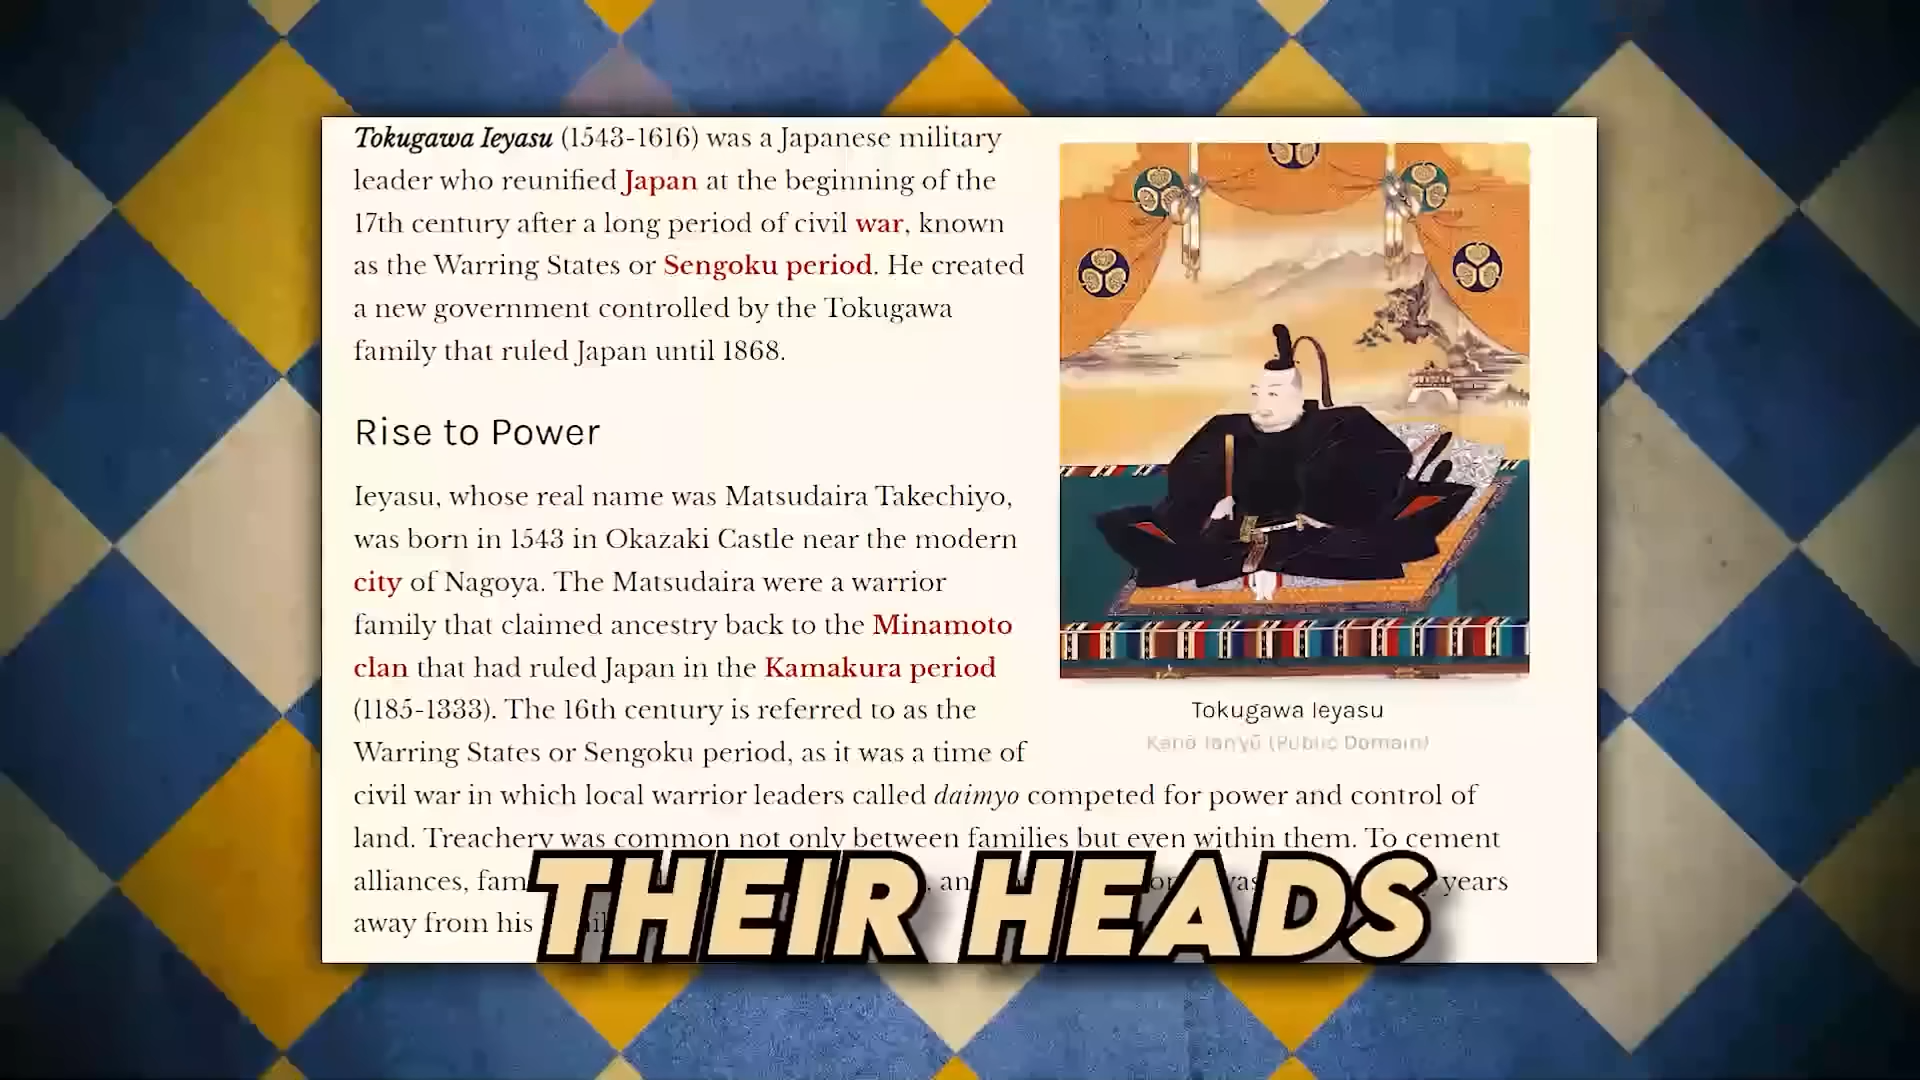 Tokugawa Ieyasu (1543-1616) was a Japanese military
leader who reunified Japan at the beginning of the
17th century after a long period of civil war, known
as the Warring States or Sengoku period. He created
a new government controlled by the Tokugawa
family that ruled Japan until 1868.
Rise to Power
Ieyasu, whose real name was Matsudaira Takechiyo,
was born in 1543 in Okazaki Castle near the modern
city of Nagoya. The Matsudaira were a warrior
family that claimed ancestry back to the Minamoto
clan that had ruled Japan in the Kamakura period
(1185-1333). The 16th century is referred to as the
Warring States or Sengoku period, as it was a time of
civil war in which local warrior leaders called daimyo competed for power and control of
land. Treachery was common not only between families but even within them. To cement
alliances, years
away from his
Tokugawa Ieyasu
(Public Domain)
THEIR HEADS